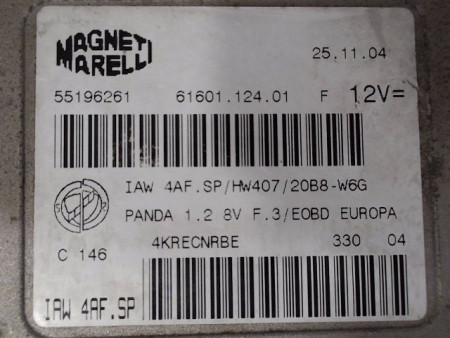 MAGNETI
MARELLI
25.11.04
55196261 61601.124.01 F 12V=
IAW 4AF.SP/HW407/20B8-W6G
PANDA 1.2 8V F.3/EOBD EUROPA
4KRECNRBE 330 04
C 146
IAW 4AF.SP